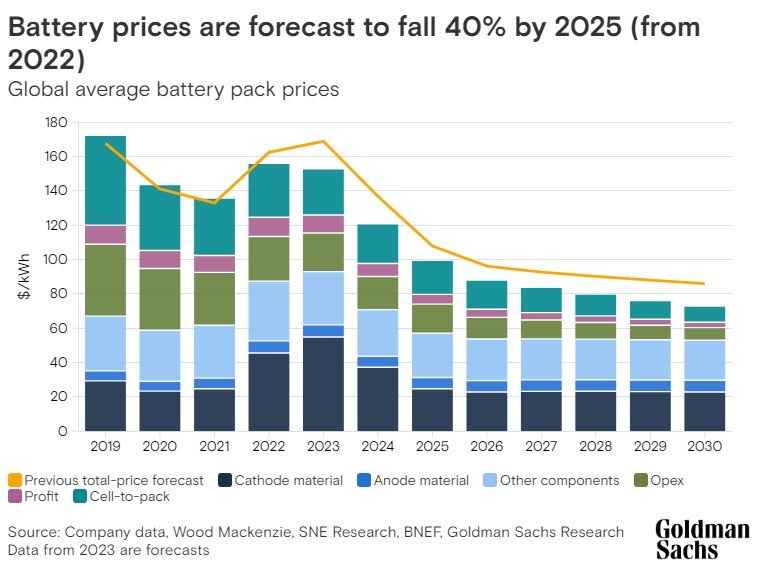 Battery prices are forecast to fall 40% by 2025 (from
2022)
Global average battery pack prices
180
160
140
120
100
80
60
40
20
0
$/kWh
2019 2020 2021 2022 2023 2024 2025 2026 2027 2028 2029 2030
Previous total-price forecast Cathode material Anode material Other components Opex
Profit Cell-to-pack
Source: Company data, Wood Mackenzie, SNE Research, BNEF, Goldman Sachs Research
Data from 2023 are forecasts
Goldman
Sachs